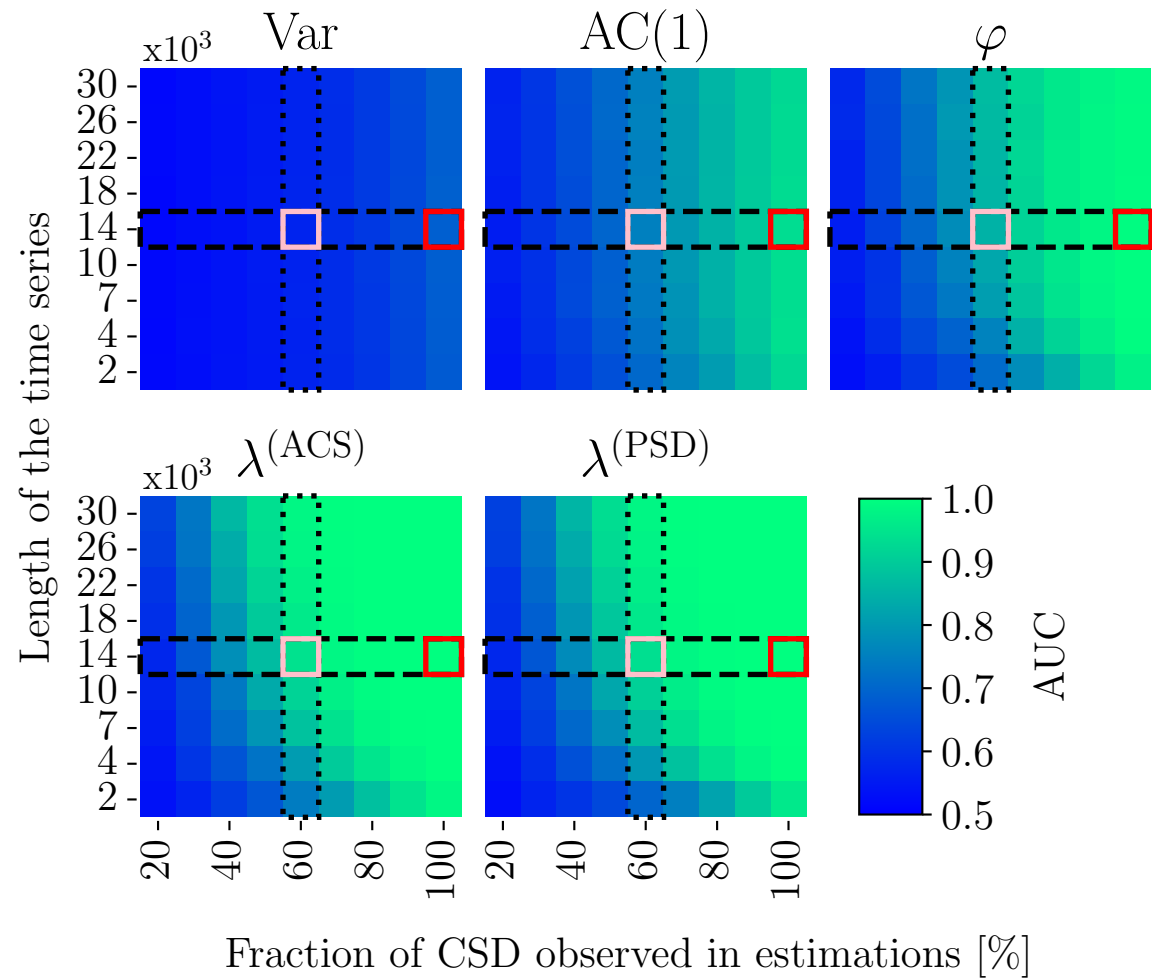 Var AC(1) φ
x10³
30
26
22
18
14
10
7
4
2
Length of the time series
λ(ACS) λ(PSD)
x10³
30
26
22
18
14
10
7
4
2
20 40 60 80 100
20 40 60 80 100
1.0
0.9
0.8
0.7
0.6
0.5
AUC
Fraction of CSD observed in estimations [%]